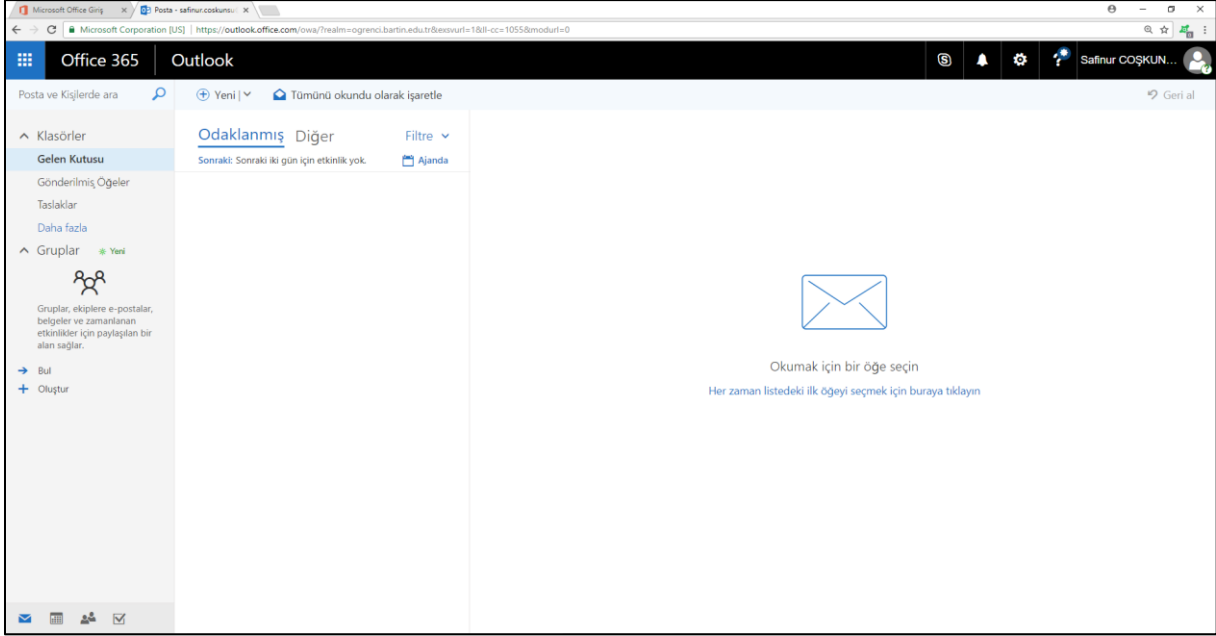 Microsoft Office Giriş
Posta - safinur.coskunsu
Microsoft Corporation [US] | https://outlook.office.com/owa/?realm=ogrenci.bartin.edu.tr&exsvurl=1&ll-cc=1055&modurl=0
Office 365
Outlook
Safinur COŞKUN...
Posta ve Kişilerde ara
Yeni |
Tümünü okundu olarak işaretle
Geri al
Klasörler
Gelen Kutusu
Gönderilmiş Öğeler
Taslaklar
Daha fazla
Gruplar
Yeni
Gruplar, ekiplere e-postalar,
belgeler ve zamanlanan
etkinlikler için paylaşılan bir
alan sağlar.
Bul
Oluştur
Odaklanmış Diğer
Filtre
Sonraki: Sonraki iki gün için etkinlik yok.
Ajanda
Okumak için bir öğe seçin
Her zaman listedeki ilk öğeyi seçmek için buraya tıklayın